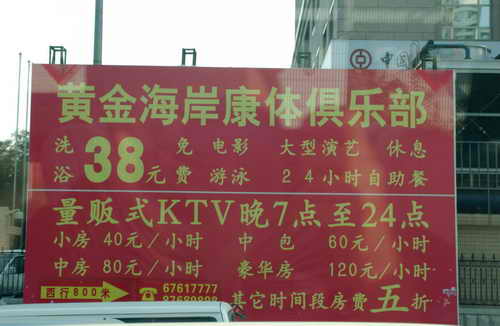 中国
黄金海岸康体俱乐部
洗浴 38元 免费 电影 大型演艺 休息
游泳 24小时自助餐
量贩式KTV晚7点至24点
小房 40元/小时 中包 60元/小时
中房 80元/小时 豪华房 120元/小时
西行800米 67617777
其它时间段房费五折